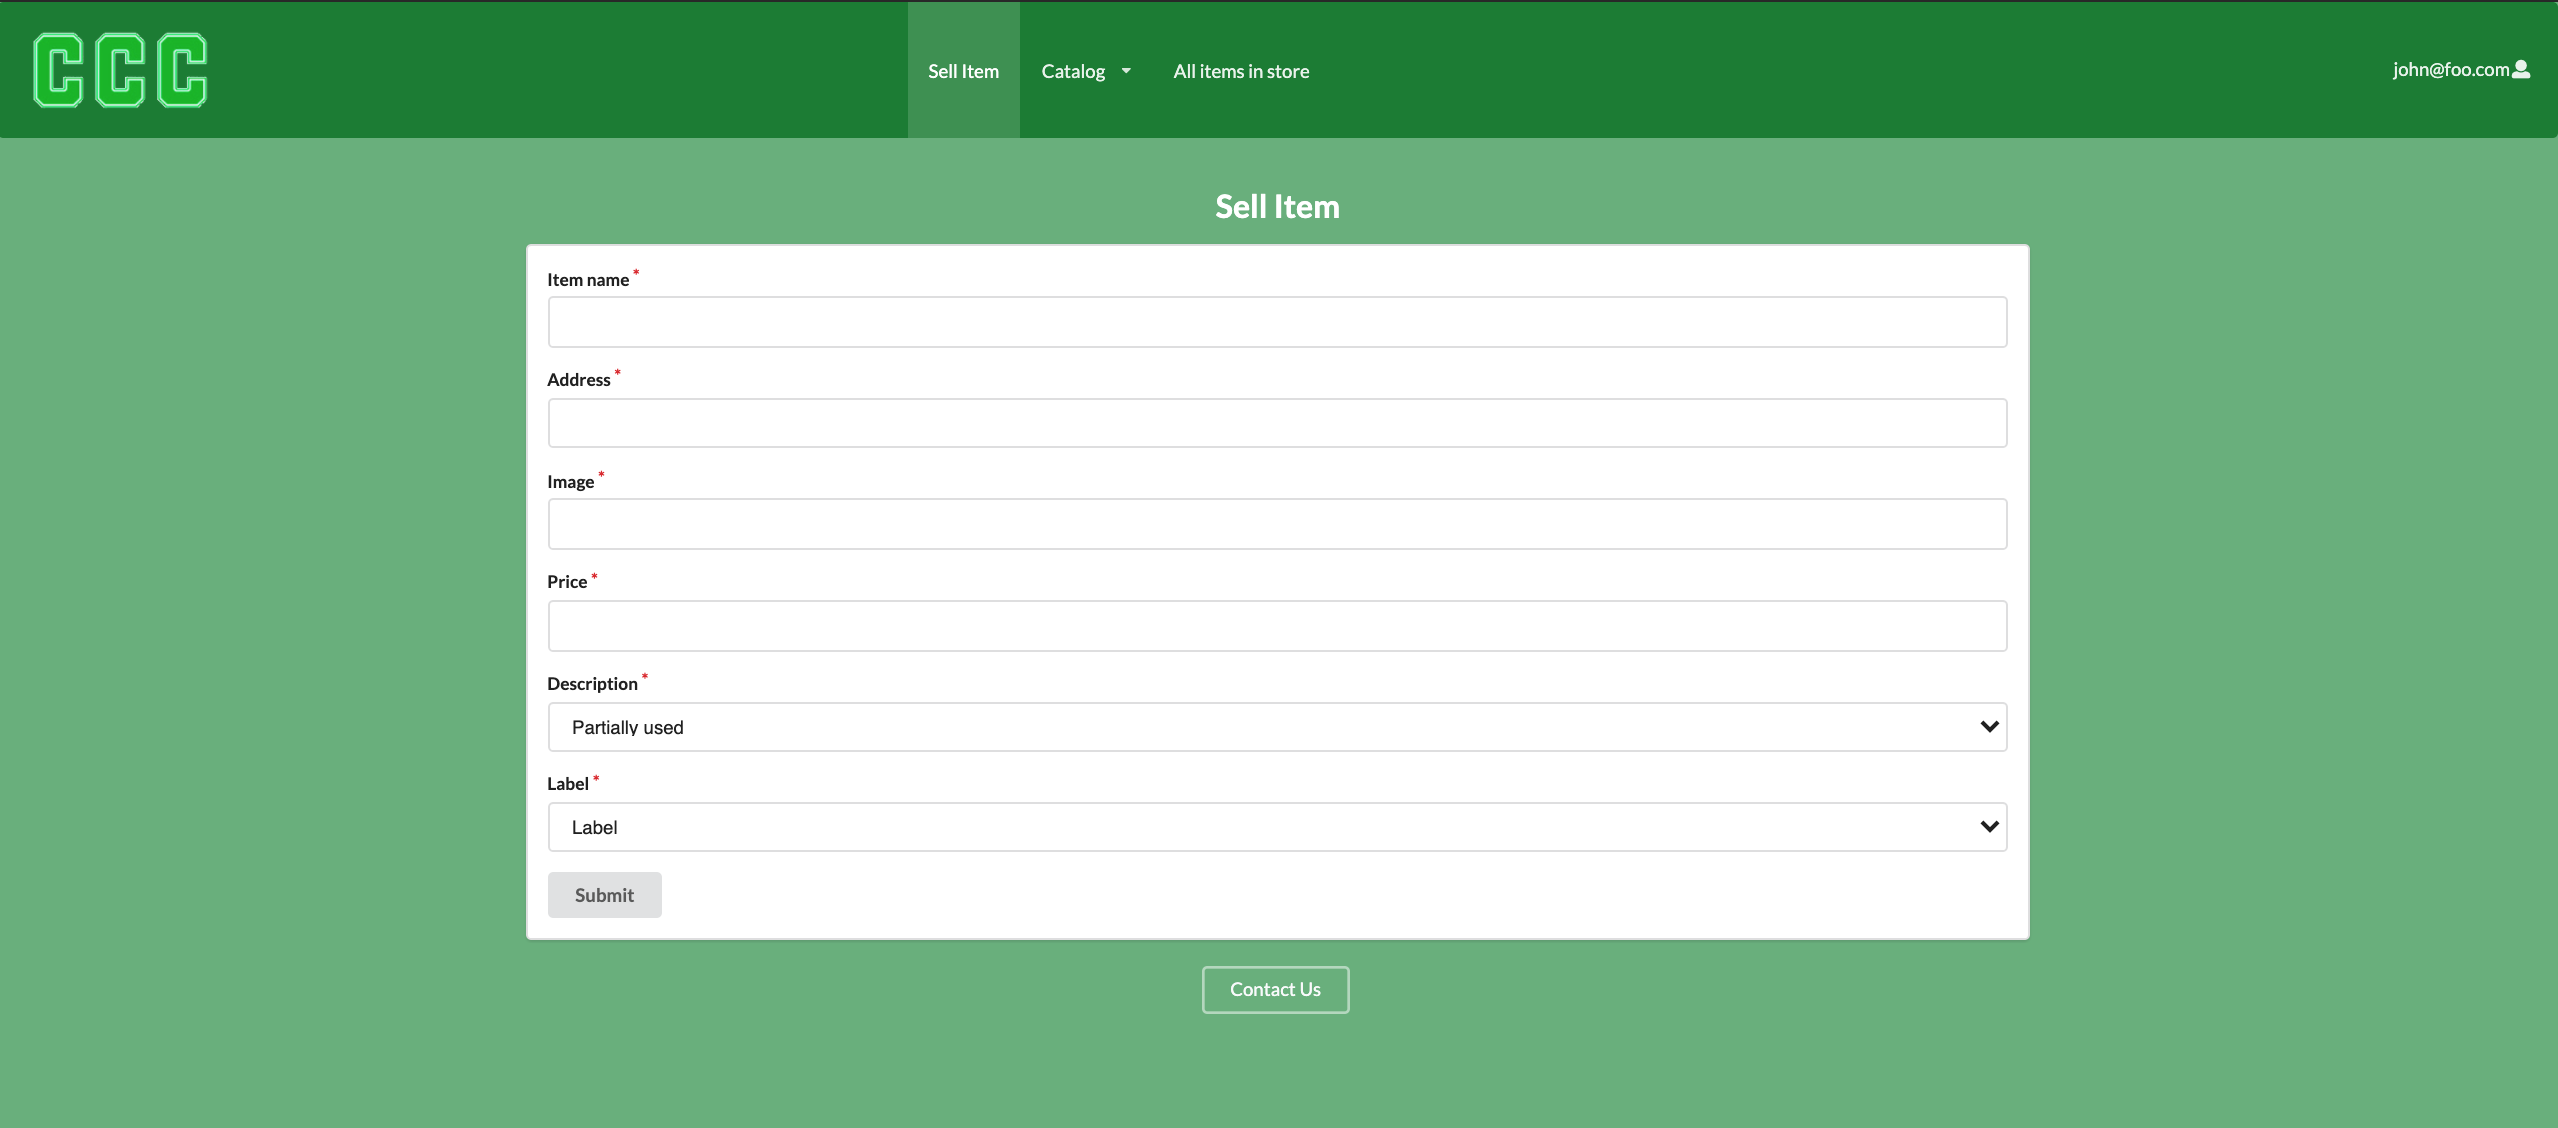 CCC
Sell Item
Catalog
All items in store
john@foo.com
Sell Item
Item name*
Address*
Image*
Price*
Description*
Partially used
Label*
Label
Submit
Contact Us